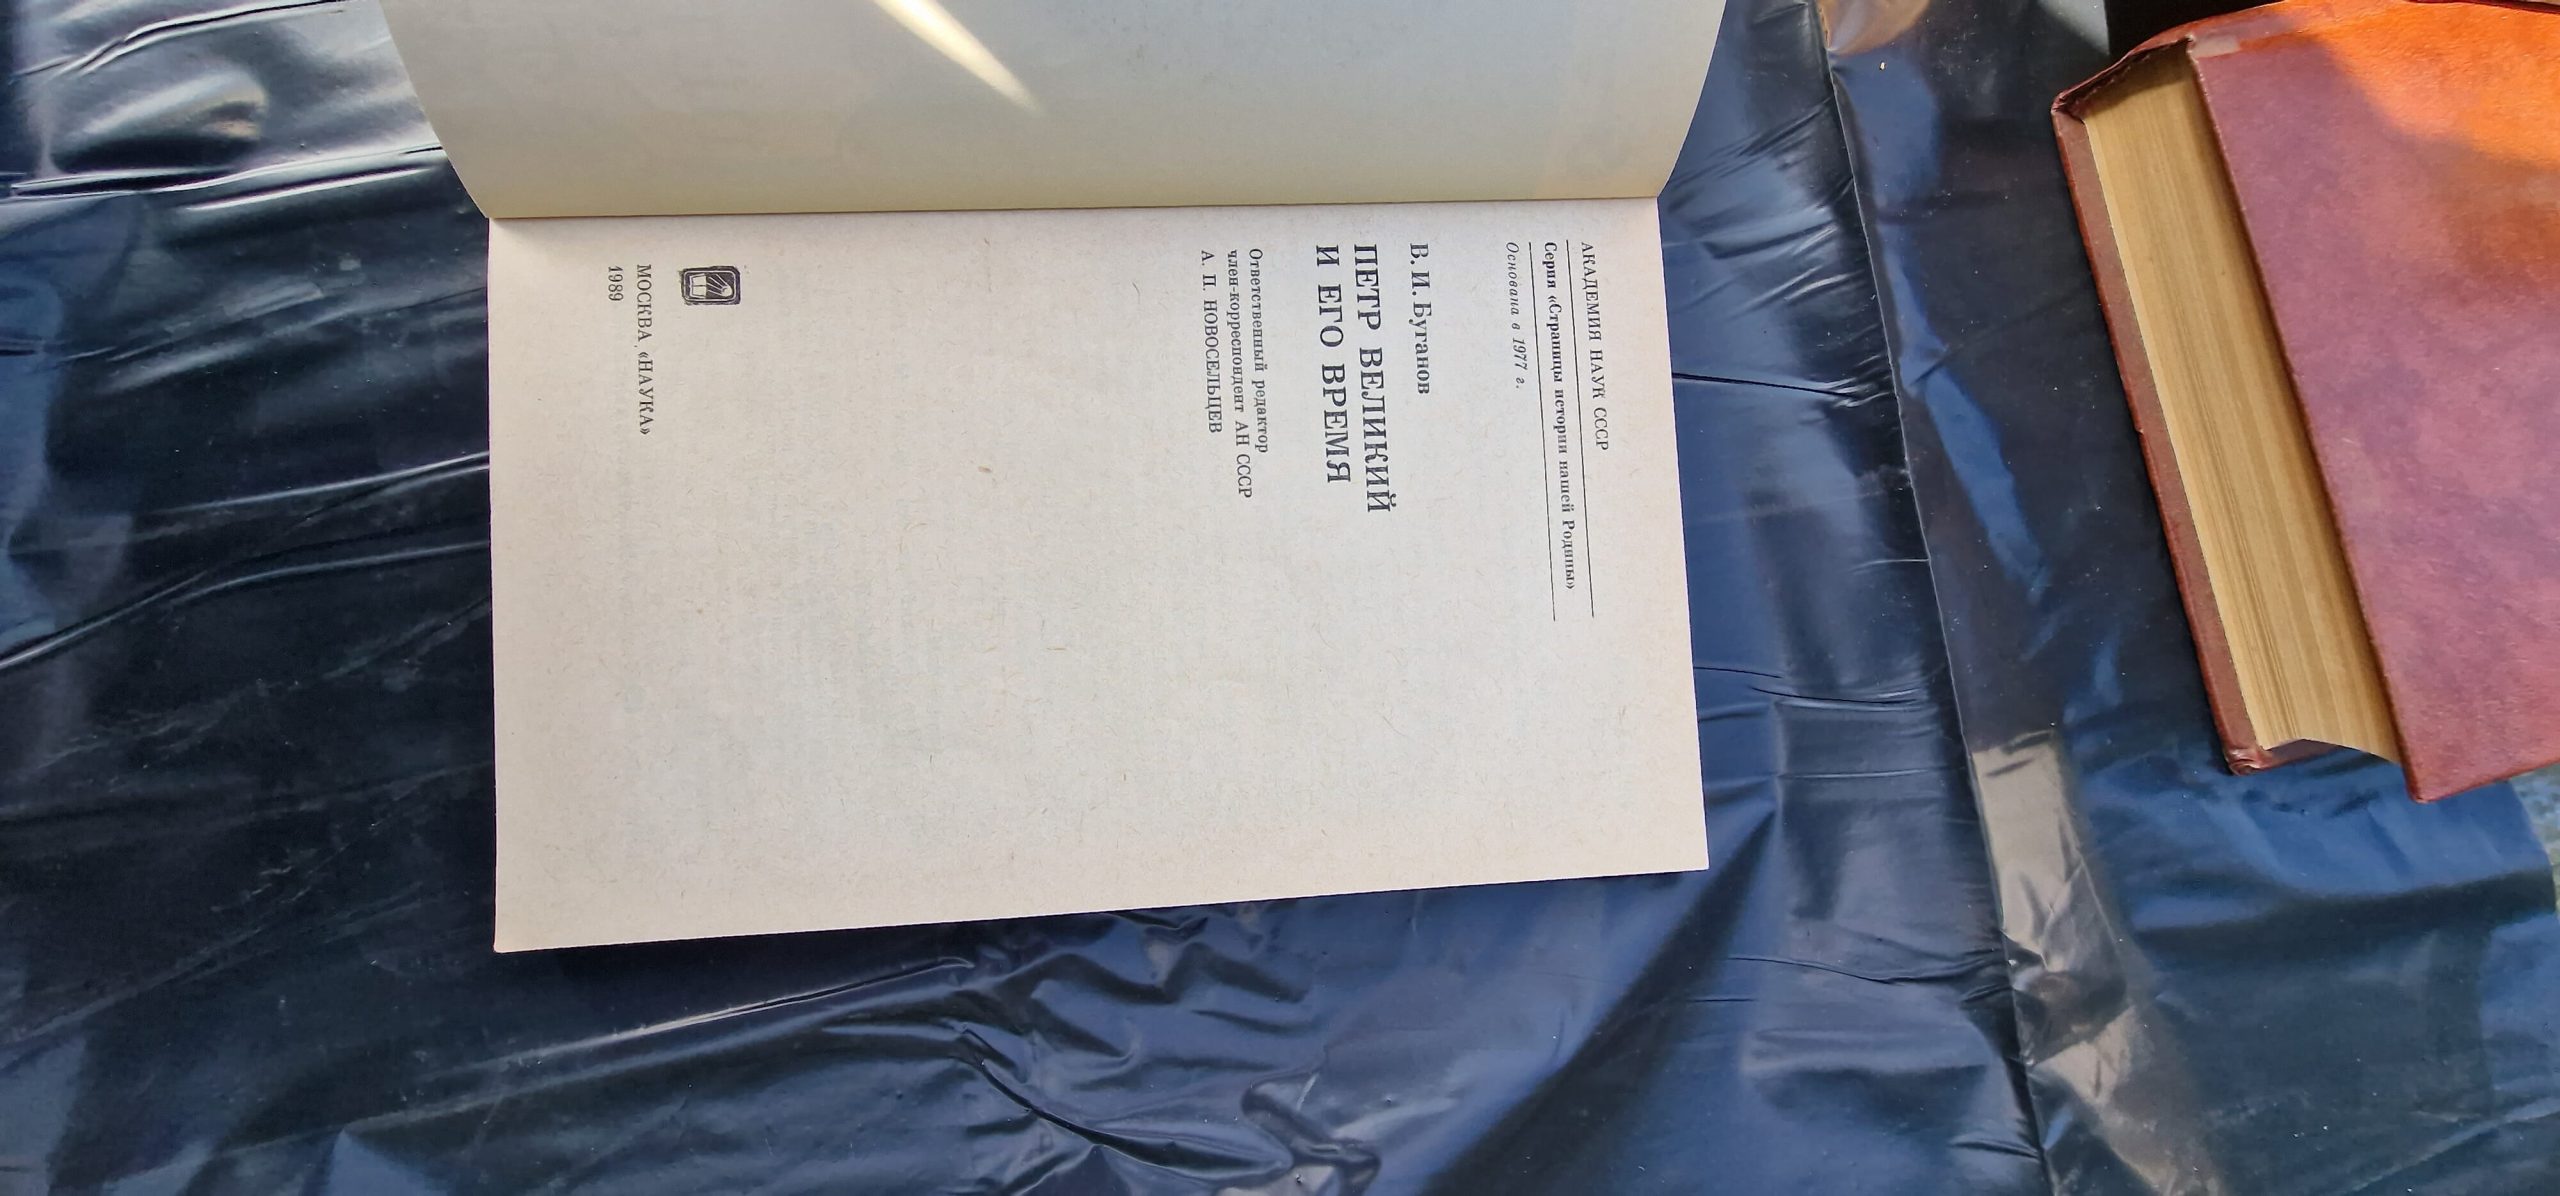 АКАДЕМИЯ НАУК СССР
Серия «Страницы истории нашей Родины»
Основана в 1977 г.
В. И. Буганов
ПЕТР ВЕЛИКИЙ
И ЕГО ВРЕМЯ
Ответственный редактор
член-корреспондент АН СССР
А. П. НОВОСЕЛЬЦЕВ
МОСКВА «НАУКА»
1989